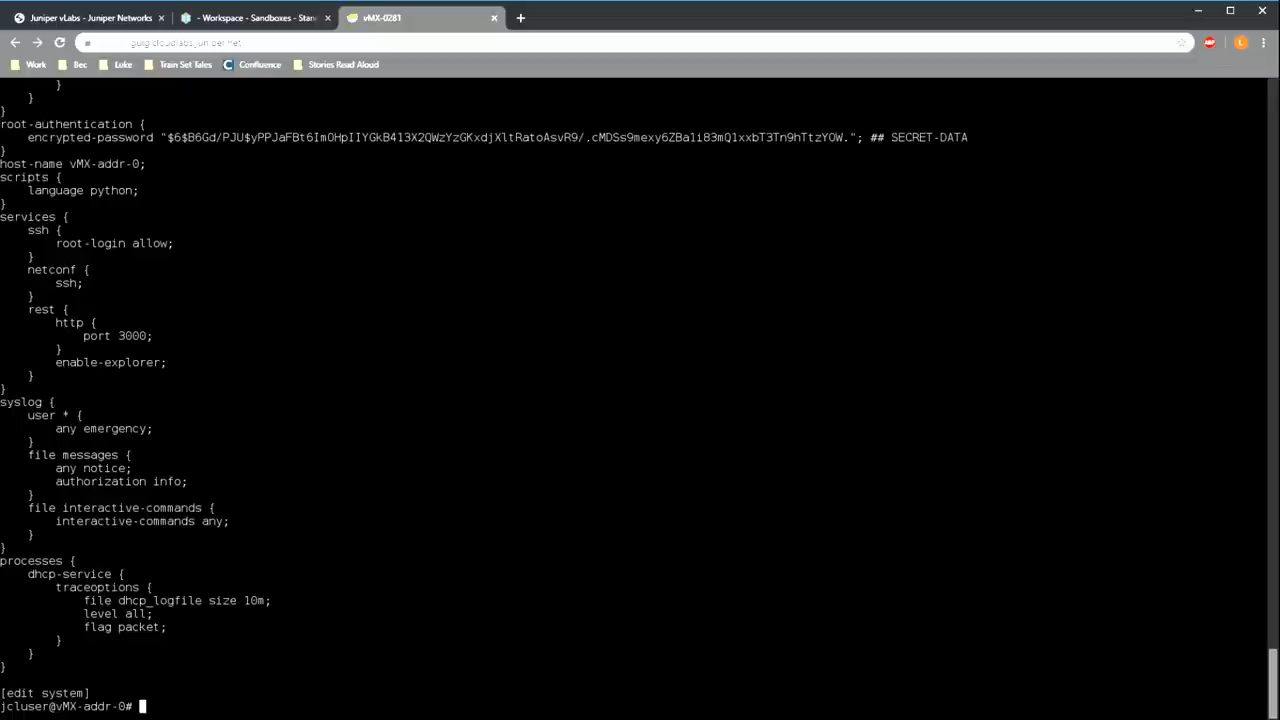 Juniper vLabs - Juniper Networks
- Workspace - Sandboxes - Stan
vMX-0281
Work
Bec
Luke
Train Set Tales
Confluence
Stories Read Aloud
}
}
}
root-authentication {
encrypted-password "$6$B6Gd/PJU$yPPJaFBt6ImOHpIIYGkB413X2QWzYzGKxdjXltRatoAsvR9/.cMDSs9mexy6ZBa1i83mQ1xxbT3Tn9hTtzYOW."; ## SECRET-DATA
}
host-name vMX-addr-0;
scripts {
language python;
}
services {
ssh {
root-login allow;
}
netconf {
ssh;
}
rest {
http {
port 3000;
}
enable-explorer;
}
}
syslog {
user * {
any emergency;
}
file messages {
any notice;
authorization info;
}
file interactive-commands {
interactive-commands any;
}
}
processes {
dhcp-service {
traceoptions {
file dhcp_logfile size 10m;
level all;
flag packet;
}
}
}
[edit system]
jcluser@vMX-addr-0#